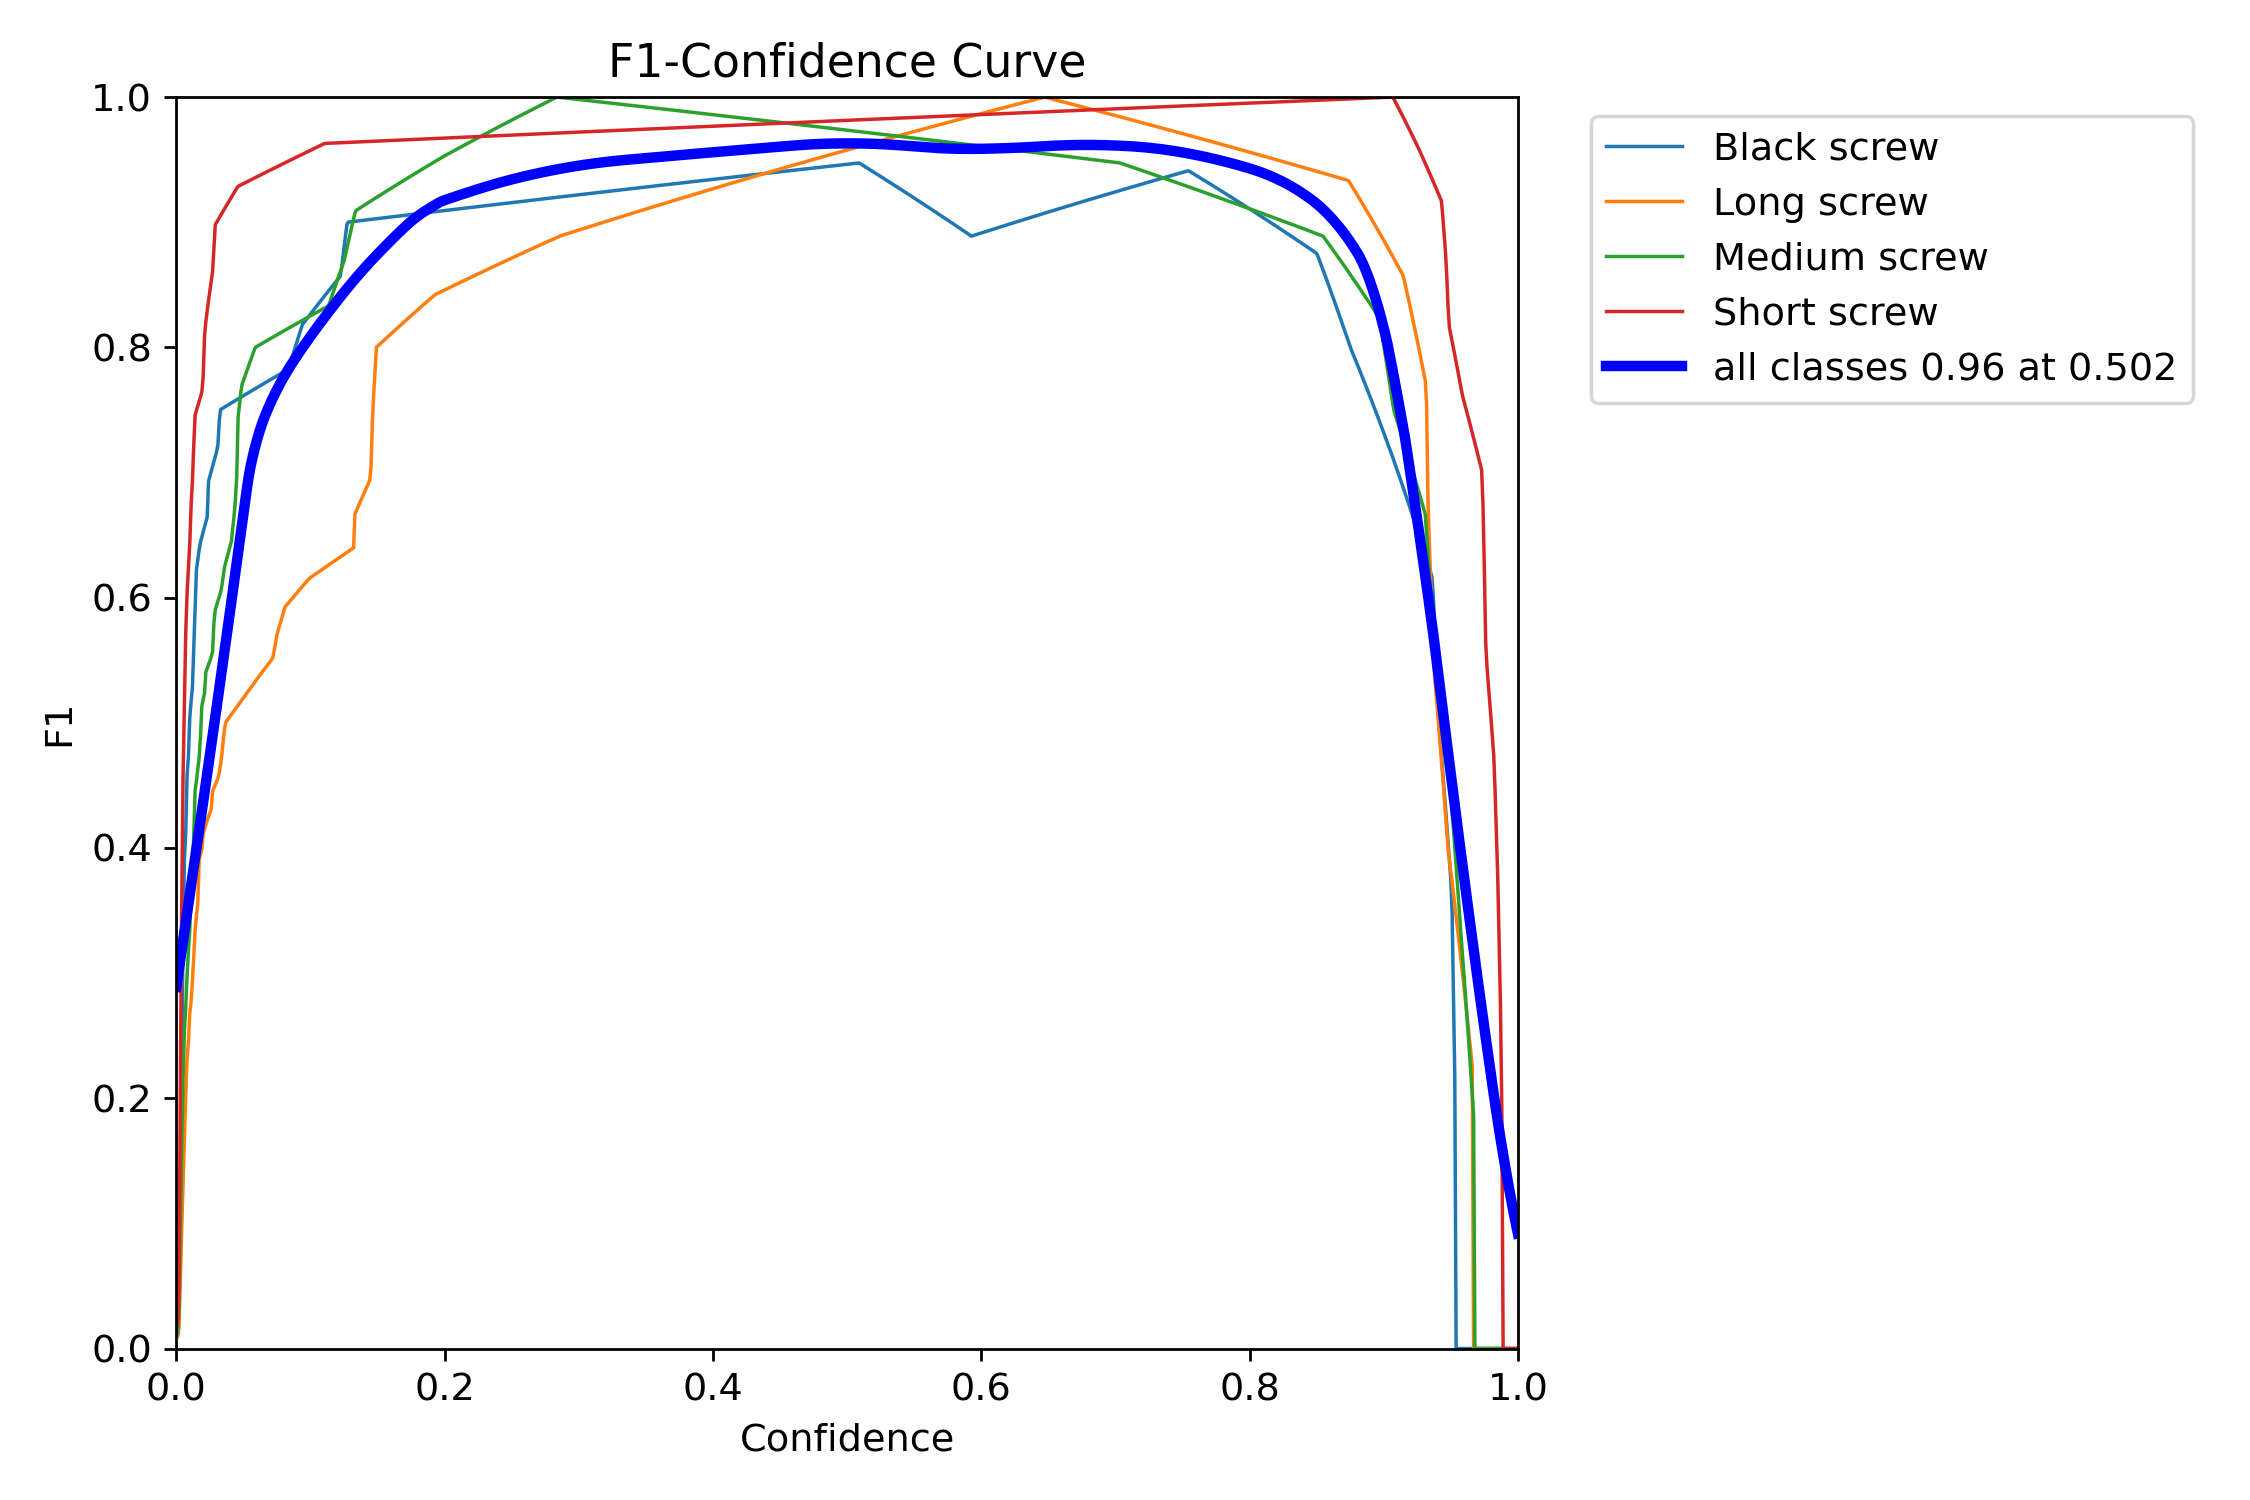 F1-Confidence Curve
1.0
0.8
0.6
0.4
0.2
0.0
F1
0.0 0.2 0.4 0.6 0.8 1.0
Confidence
Black screw
Long screw
Medium screw
Short screw
all classes 0.96 at 0.502